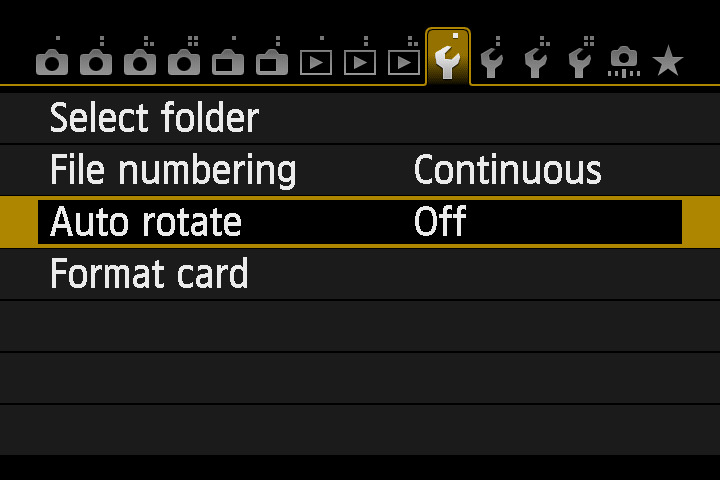 Select folder
File numbering Continuous
Auto rotate Off
Format card